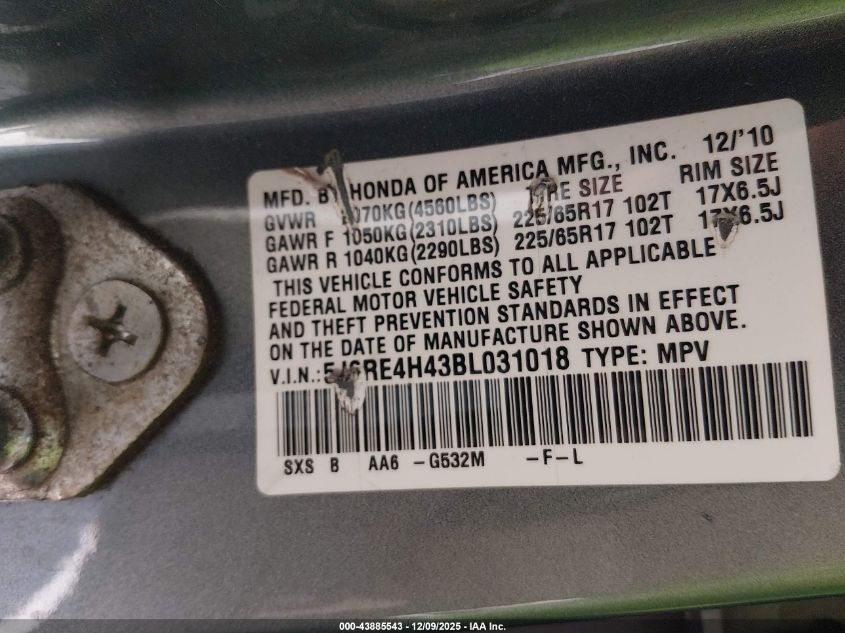 MFD. BY HONDA OF AMERICA MFG., INC. 12/'10
GVWR 2070KG(4560LBS) SIZE RIM SIZE
GAWR F 1050KG(2310LBS) 225/65R17 102T 17X6.5J
GAWR R 1040KG(2290LBS) 225/65R17 102T 17X6.5J
THIS VEHICLE CONFORMS TO ALL APPLICABLE
FEDERAL MOTOR VEHICLE SAFETY
AND THEFT PREVENTION STANDARDS IN EFFECT
ON THE DATE OF MANUFACTURE SHOWN ABOVE.
V.I.N.:5J6RE4H43BL031018 TYPE: MPV
SXS B AA6 -G532M -F-L
000-43885543 - 12/09/2025 - IAA Inc.